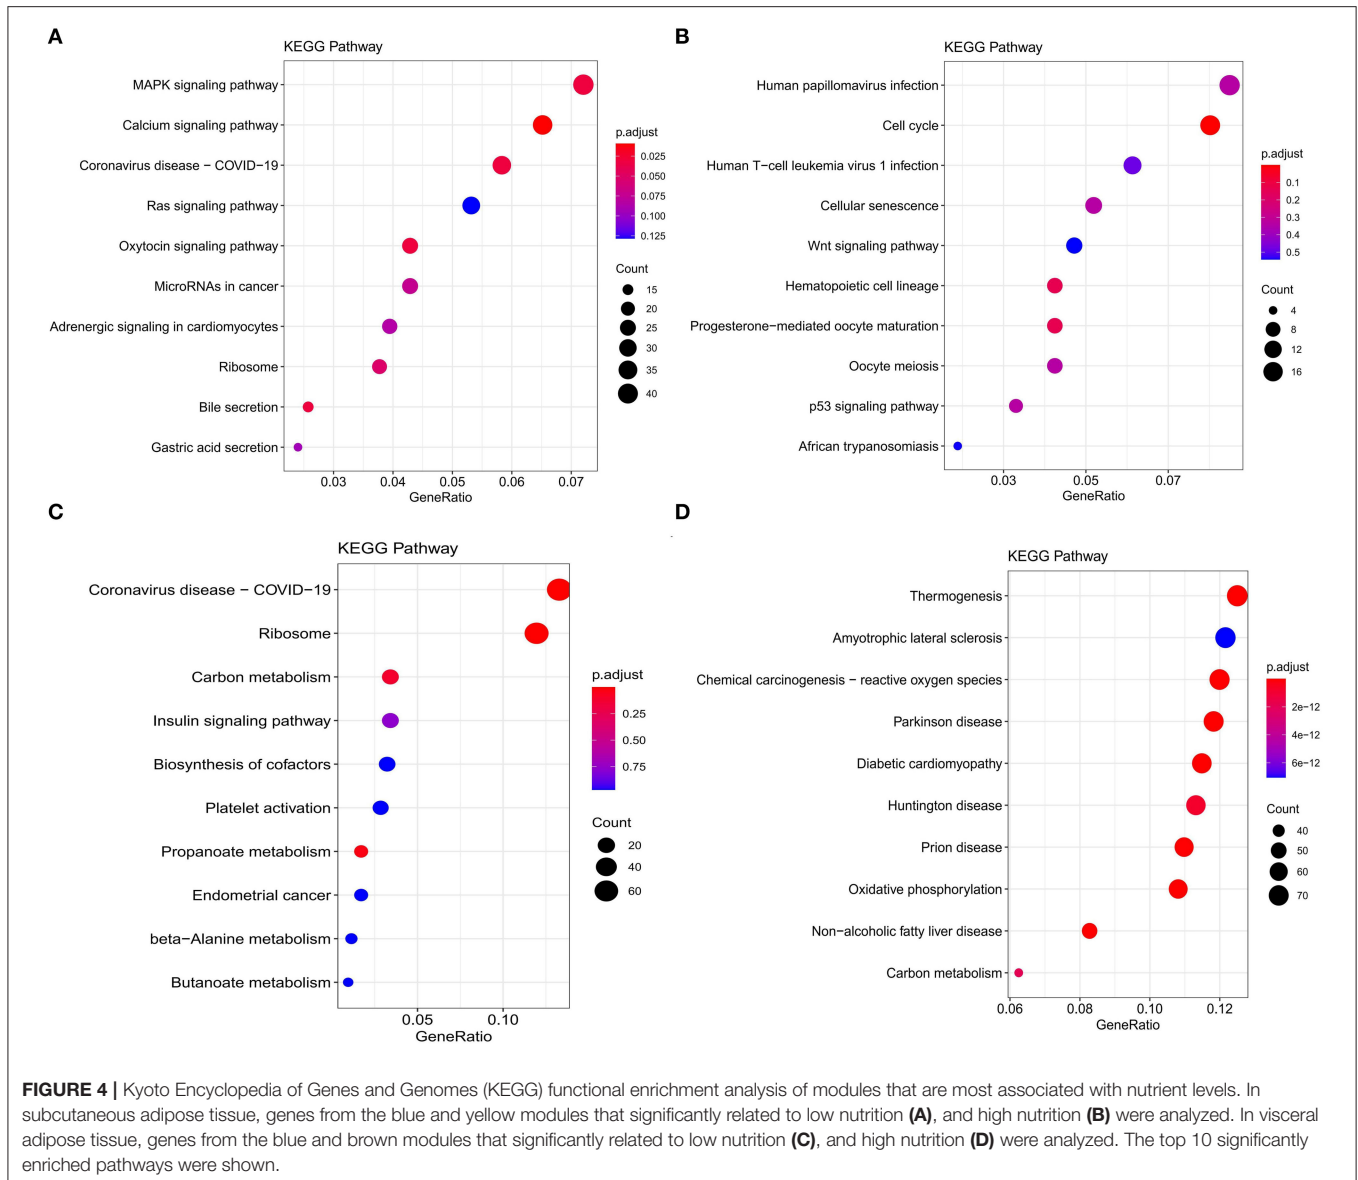 A
KEGG Pathway
MAPK signaling pathway
Calcium signaling pathway
Coronavirus disease − COVID−19
Ras signaling pathway
Oxytocin signaling pathway
MicroRNAs in cancer
Adrenergic signaling in cardiomyocytes
Ribosome
Bile secretion
Gastric acid secretion
0.03 0.04 0.05 0.06 0.07
GeneRatio
p.adjust
0.025
0.050
0.075
0.100
0.125
Count
15
20
25
30
35
40
B
KEGG Pathway
Human papillomavirus infection
Cell cycle
Human T−cell leukemia virus 1 infection
Cellular senescence
Wnt signaling pathway
Hematopoietic cell lineage
Progesterone−mediated oocyte maturation
Oocyte meiosis
p53 signaling pathway
African trypanosomiasis
0.03 0.05 0.07
GeneRatio
p.adjust
0.1
0.2
0.3
0.4
0.5
Count
4
8
12
16
C
KEGG Pathway
Coronavirus disease − COVID−19
Ribosome
Carbon metabolism
Insulin signaling pathway
Biosynthesis of cofactors
Platelet activation
Propanoate metabolism
Endometrial cancer
beta−Alanine metabolism
Butanoate metabolism
0.05 0.10
GeneRatio
p.adjust
0.25
0.50
0.75
Count
20
40
60
D
KEGG Pathway
Thermogenesis
Amyotrophic lateral sclerosis
Chemical carcinogenesis − reactive oxygen species
Parkinson disease
Diabetic cardiomyopathy
Huntington disease
Prion disease
Oxidative phosphorylation
Non−alcoholic fatty liver disease
Carbon metabolism
0.06 0.08 0.10 0.12
GeneRatio
p.adjust
2e−12
4e−12
6e−12
Count
40
50
60
70
FIGURE 4 | Kyoto Encyclopedia of Genes and Genomes (KEGG) functional enrichment analysis of modules that are most associated with nutrient levels. In
subcutaneous adipose tissue, genes from the blue and yellow modules that significantly related to low nutrition (A), and high nutrition (B) were analyzed. In visceral
adipose tissue, genes from the blue and brown modules that significantly related to low nutrition (C), and high nutrition (D) were analyzed. The top 10 significantly
enriched pathways were shown.